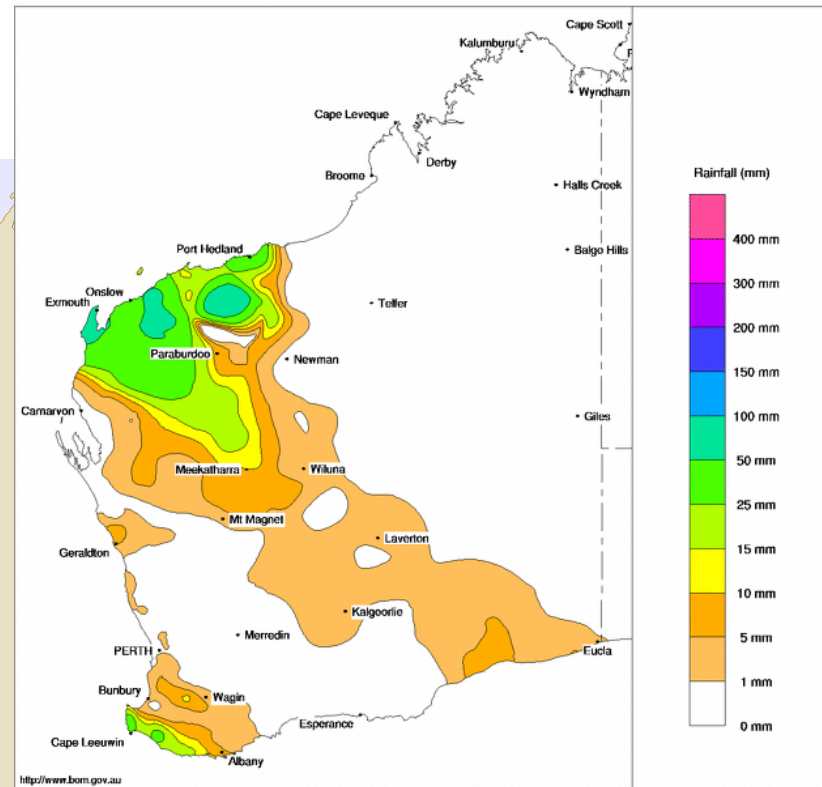 Cape Scott
Kalumburu
Wyndham
Cape Leveque
Derby
Broome
Halls Creek
Port Hedland
Balgo Hills
Onslow
Exmouth
Telfer
Paraburdoo
Newman
Carnarvon
Giles
Meekatharra
Wiluna
Mt Magnet
Laverton
Geraldton
Kalgoorlie
Merredin
PERTH
Eucla
Bunbury
Wagin
Esperance
Cape Leeuwin
Albany
http://www.bom.gov.au
Rainfall (mm)
400 mm
300 mm
200 mm
150 mm
100 mm
50 mm
25 mm
15 mm
10 mm
5 mm
1 mm
0 mm